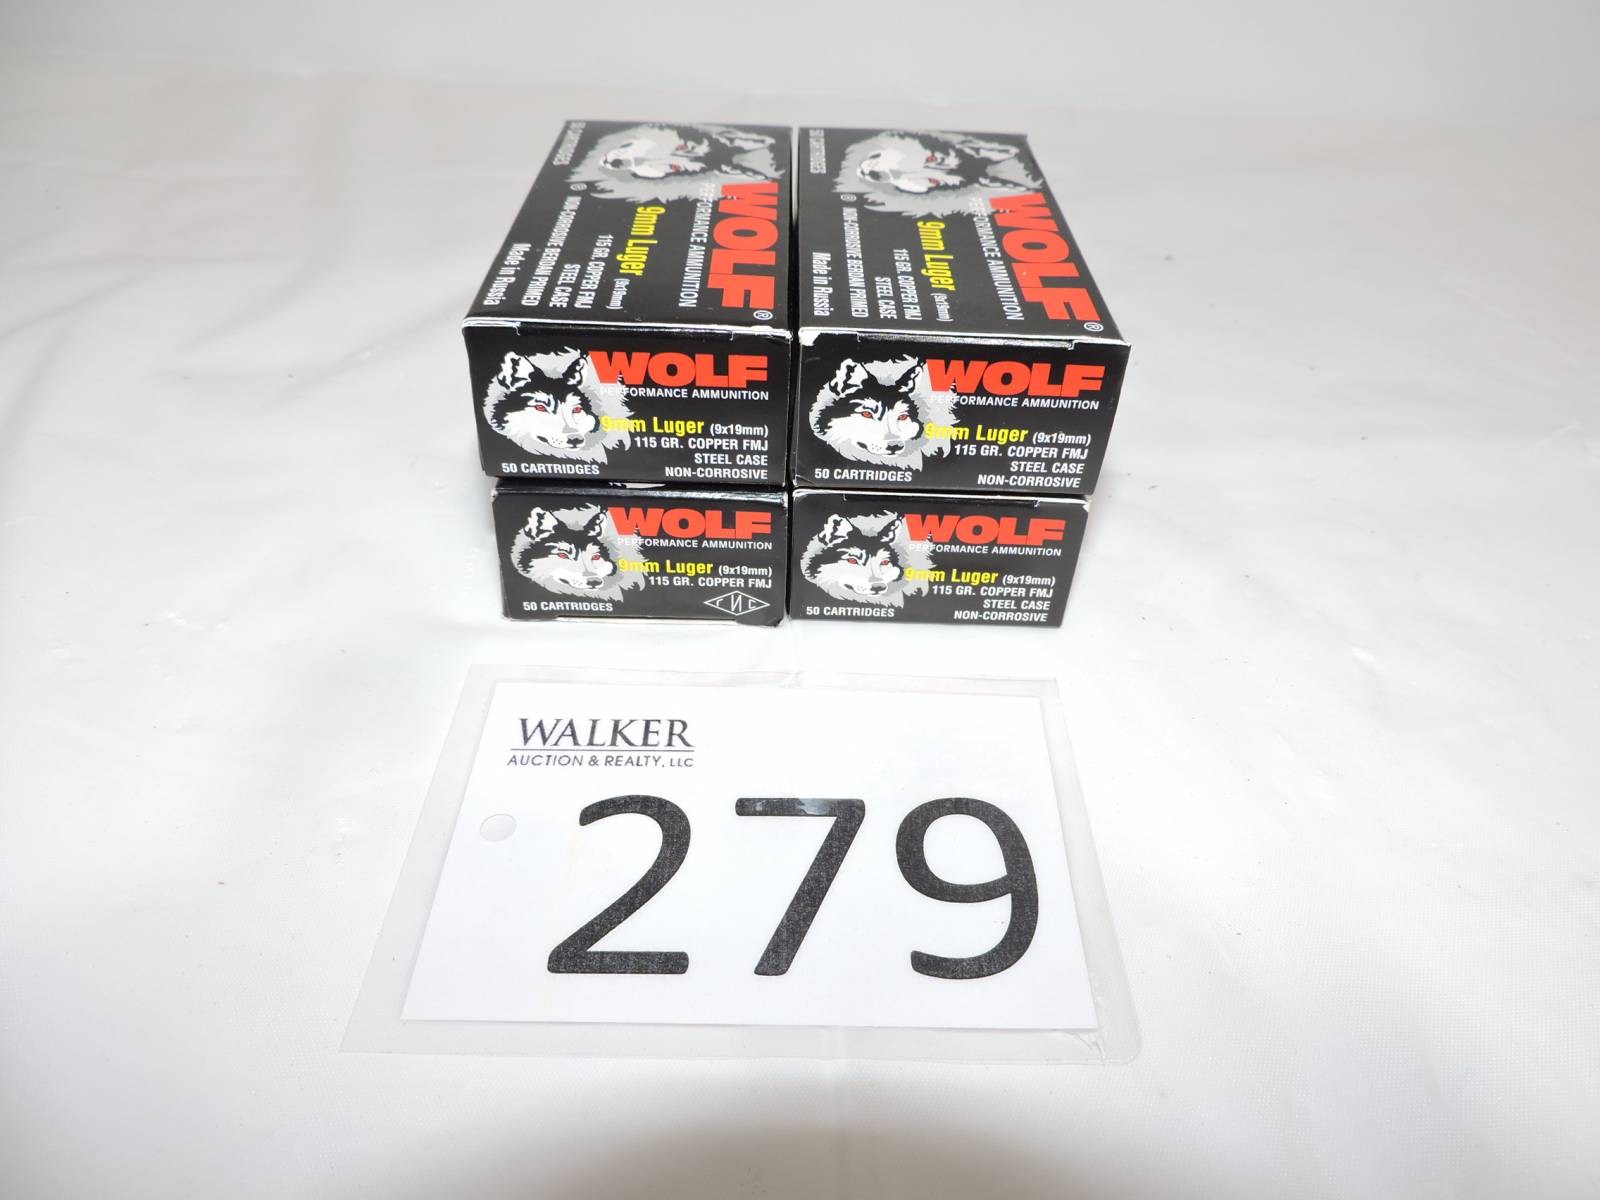 50 CARTRIDGES
WOLF®
PERFORMANCE AMMUNITION
9mm Luger (9x19mm)
115 GR. COPPER FMJ
STEEL CASE
NON-CORROSIVE BERDAN PRIMED
Made in Russia
®
50 CARTRIDGES
WOLF®
PERFORMANCE AMMUNITION
9mm Luger (9x19mm)
115 GR. COPPER FMJ
STEEL CASE
NON-CORROSIVE BERDAN PRIMED
Made in Russia
®
WOLF
PERFORMANCE AMMUNITION
9mm Luger (9x19mm)
115 GR. COPPER FMJ
STEEL CASE
50 CARTRIDGES NON-CORROSIVE
WOLF
PERFORMANCE AMMUNITION
9mm Luger (9x19mm)
115 GR. COPPER FMJ
STEEL CASE
50 CARTRIDGES NON-CORROSIVE
WOLF
PERFORMANCE AMMUNITION
9mm Luger (9x19mm)
115 GR. COPPER FMJ
50 CARTRIDGES ГИС
WOLF
PERFORMANCE AMMUNITION
9mm Luger (9x19mm)
115 GR. COPPER FMJ
STEEL CASE
50 CARTRIDGES NON-CORROSIVE
WALKER
AUCTION & REALTY, LLC
279